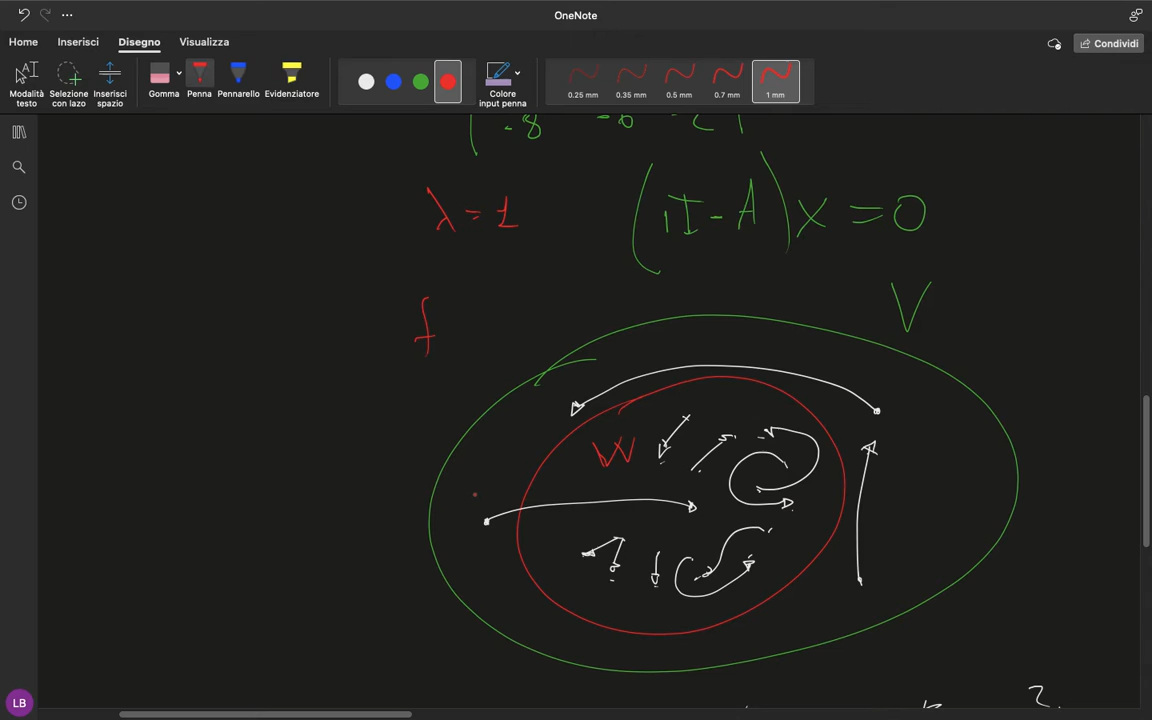 OneNote
Home Inserisci Disegno Visualizza
Condividi
Modalità testo
Selezione con lazo
Inserisci spazio
Gomma
Penna
Pennarello
Evidenziatore
Colore input penna
0.25 mm
0.35 mm
0.5 mm
0.7 mm
1 mm
λ = 1
(1I - A) x = 0
V
f
W
LB